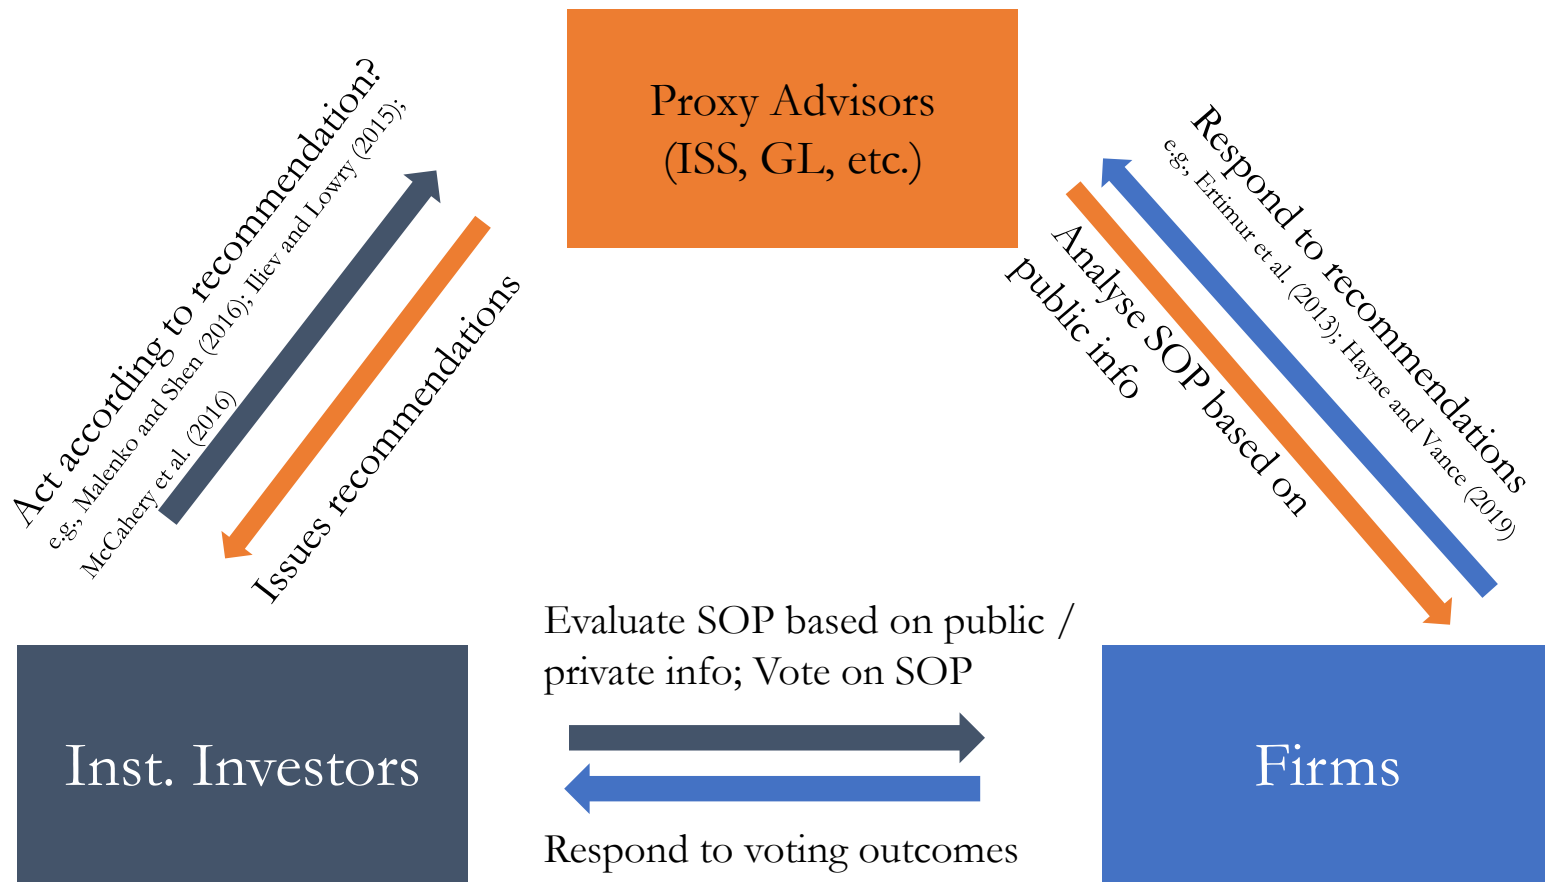 Proxy Advisors
(ISS, GL, etc.)
Act according to recommendation?
e.g., Malenko and Shen (2016); Iliev and Lowry (2015);
McCahery et al. (2016)
Issues recommendations
Respond to recommendations
e.g., Ertimur et al. (2013); Hayne and Vance (2019)
Analyse SOP based on
public info
Evaluate SOP based on public /
private info; Vote on SOP
Inst. Investors
Firms
Respond to voting outcomes